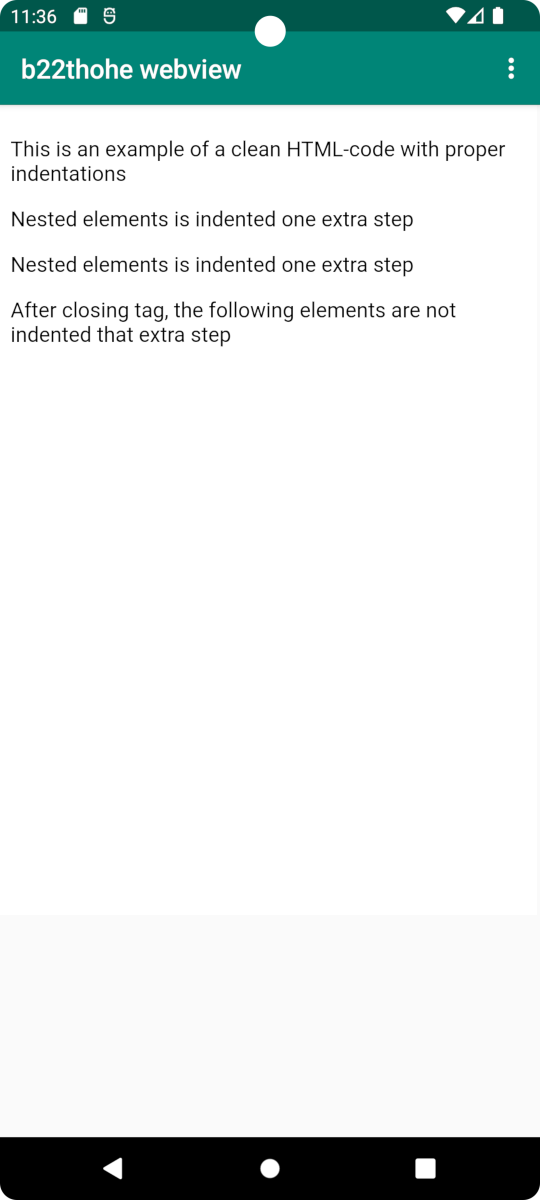 11:36
b22thohe webview
This is an example of a clean HTML-code with proper
indentations
Nested elements is indented one extra step
Nested elements is indented one extra step
After closing tag, the following elements are not
indented that extra step